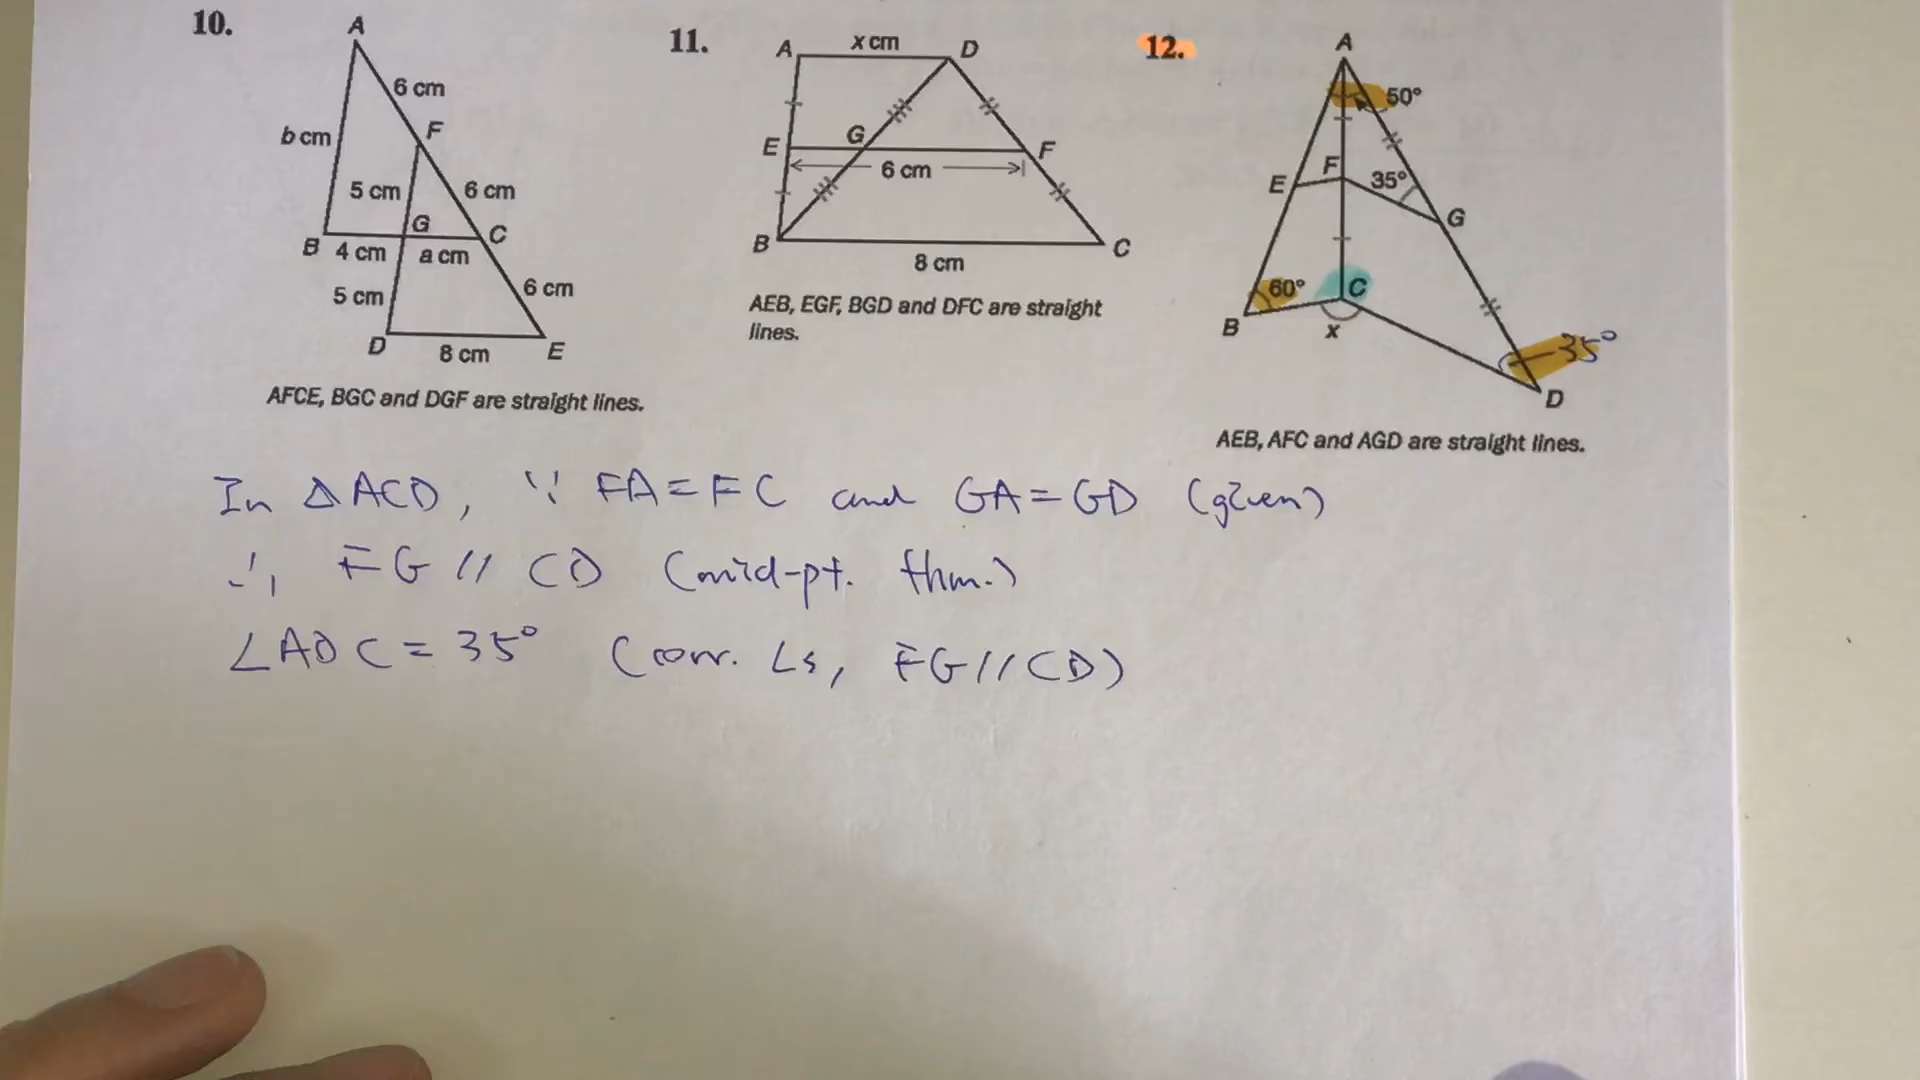 10.
A
6 cm
b cm
F
5 cm
6 cm
G
C
B
4 cm
a cm
5 cm
6 cm
D
8 cm
E
AFCE, BGC and DGF are straight lines.
11.
A
x cm
D
E
G
F
6 cm
B
C
8 cm
AEB, EGF, BGD and DFC are straight
lines.
12.
A
50°
E
F
35°
G
60°
C
B
x
35°
D
AEB, AFC and AGD are straight lines.
In △ACD, ∵ FA = FC and GA = GD (given)
∴ FG // CD (mid-pt. thm.)
∠ADC = 35° (corr. ∠s, FG // CD)